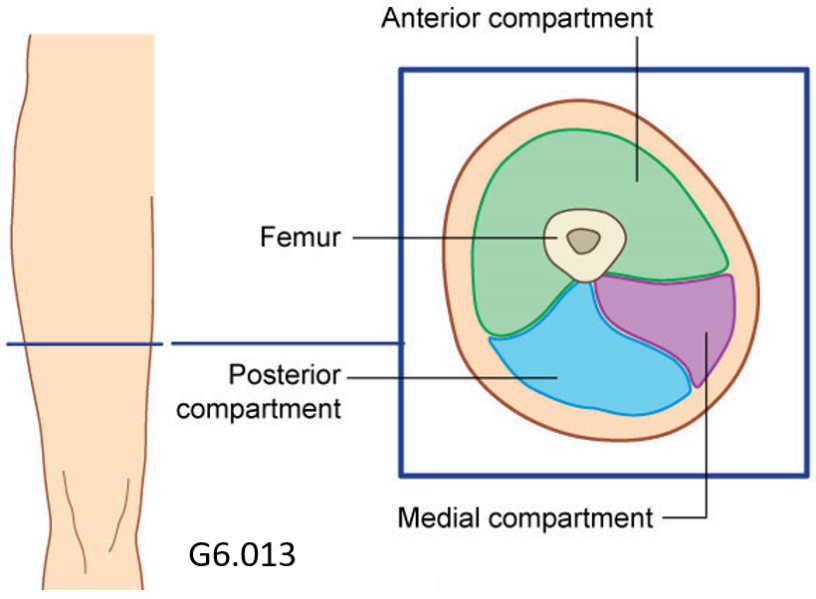 Anterior compartment
Femur
Posterior
compartment
Medial compartment
G6.013